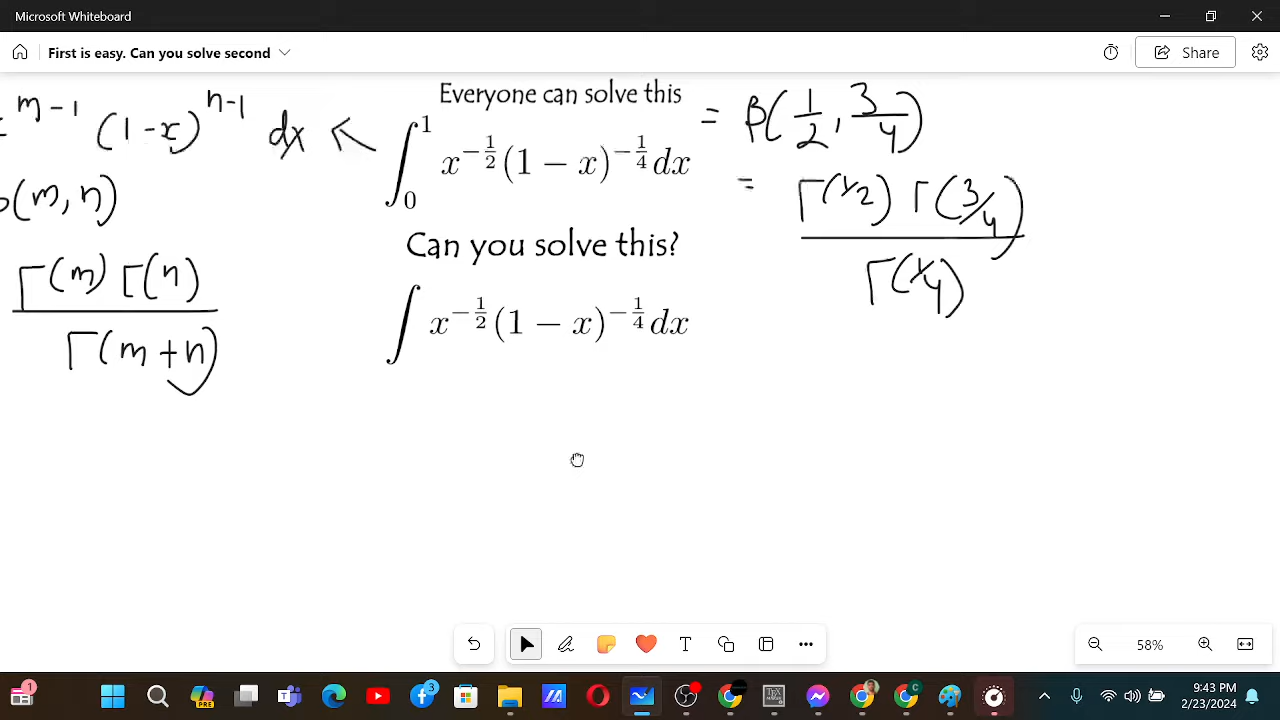 Microsoft Whiteboard
First is easy. Can you solve second
Share
Everyone can solve this
m-1 (1-x)^{n-1} dx <
∫_0^1 x^{-1/2}(1 − x)^{-1/4}dx
= β(1/2, 3/4)
(m, n)
= Γ(1/2) Γ(3/4) / Γ(1/4)
Can you solve this?
Γ(m) Γ(n) / Γ(m+n)
∫ x^{-1/2}(1 − x)^{-1/4}dx
58%
9:43 PM
2/23/2024